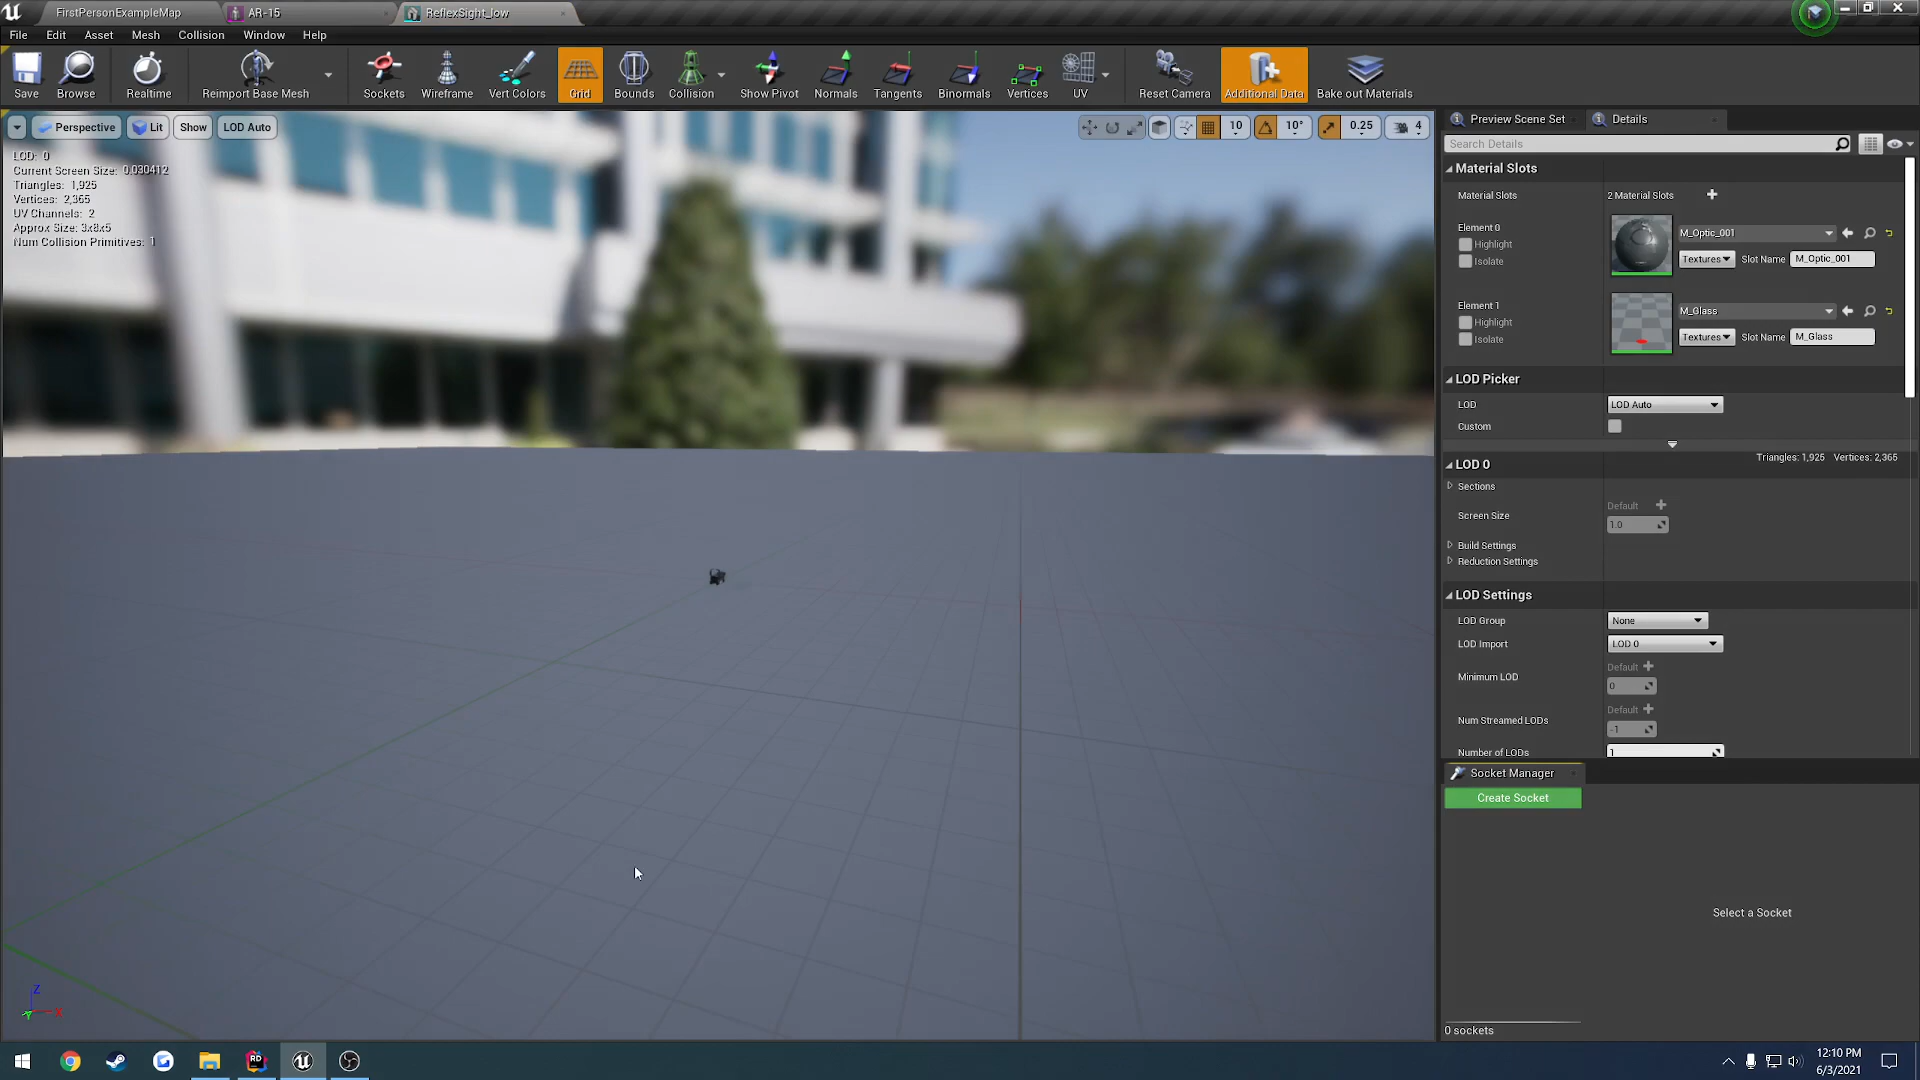 FirstPersonExampleMap
AR-15
ReflexSight_low
File Edit Asset Mesh Collision Window Help
Save Browse Realtime Reimport Base Mesh Sockets Wireframe Vert Colors Grid Bounds Collision Show Pivot Normals Tangents Binormals Vertices UV Reset Camera Additional Data Bake out Materials
Perspective Lit Show LOD Auto
10 10° 0.25 4
LOD: 0
Current Screen Size: 0.030412
Triangles: 1,925
Vertices: 2,365
UV Channels: 2
Approx Size: 3x8x5
Num Collision Primitives: 1
Z
X
Y
Preview Scene Set Details
Search Details
Material Slots
Material Slots 2 Material Slots
Element 0
Highlight
Isolate
M_Optic_001
Textures Slot Name M_Optic_001
Element 1
Highlight
Isolate
M_Glass
Textures Slot Name M_Glass
LOD Picker
LOD LOD Auto
Custom
LOD 0 Triangles: 1,925 Vertices: 2,365
Sections
Screen Size Default
1.0
Build Settings
Reduction Settings
LOD Settings
LOD Group None
LOD Import LOD 0
Minimum LOD Default
0
Num Streamed LODs Default
-1
Number of LODs 1
Socket Manager
Create Socket
Select a Socket
0 sockets
RD
12:10 PM
6/3/2021